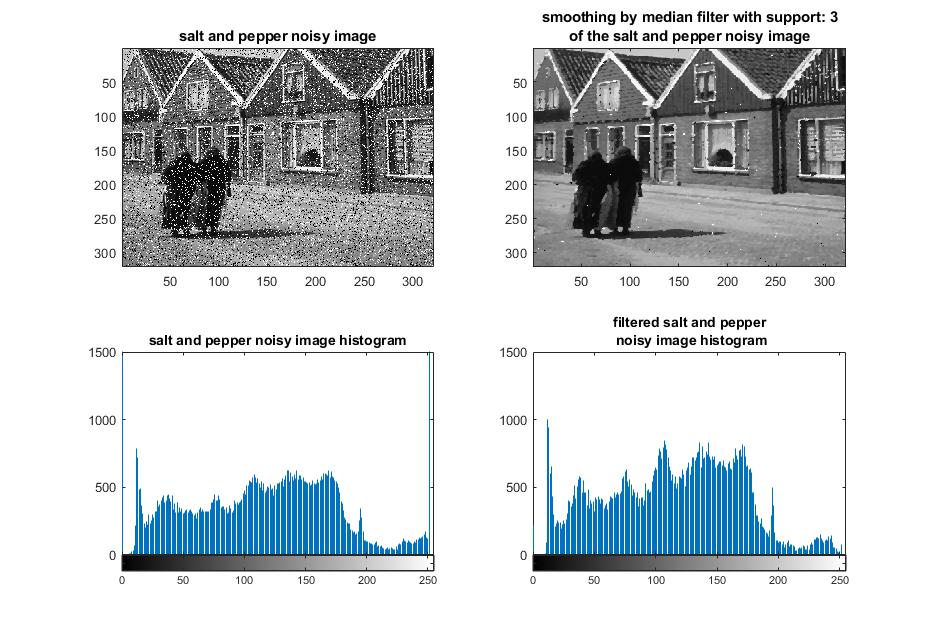 salt and pepper noisy image
50
100
150
200
250
300
50 100 150 200 250 300
smoothing by median filter with support: 3
of the salt and pepper noisy image
50
100
150
200
250
300
50 100 150 200 250 300
salt and pepper noisy image histogram
1500
1000
500
0
0 50 100 150 200 250
filtered salt and pepper
noisy image histogram
1500
1000
500
0
0 50 100 150 200 250